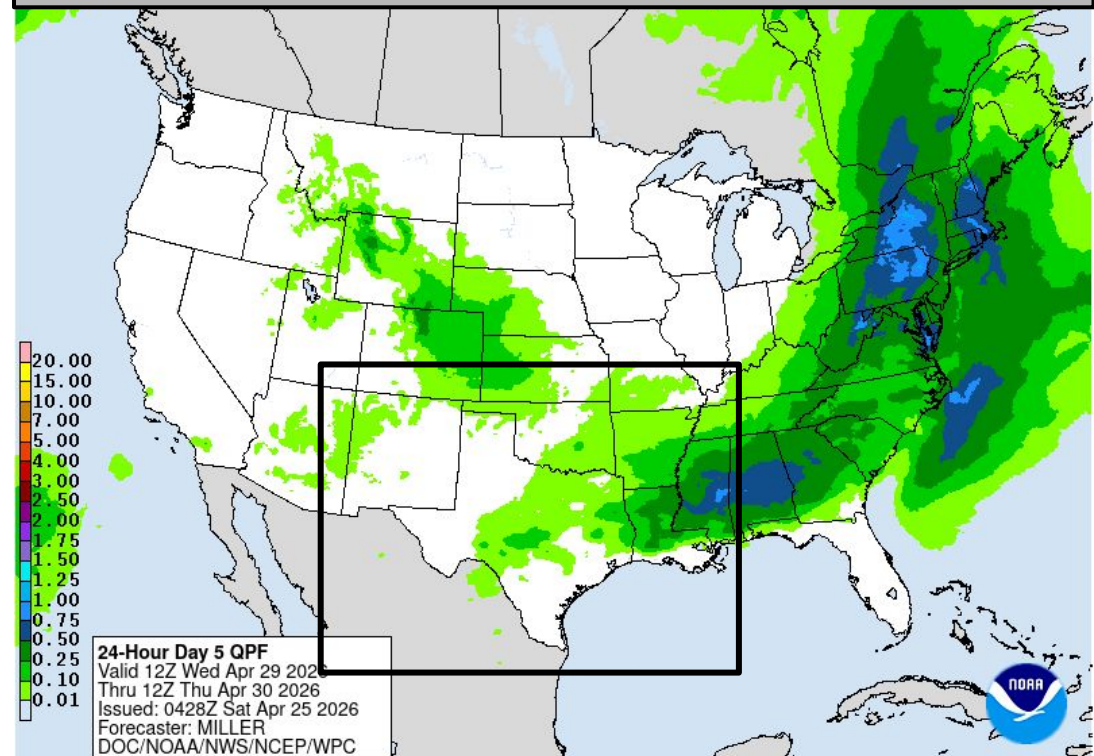 20.00
15.00
10.00
7.00
5.00
4.00
3.00
2.50
2.00
1.75
1.50
1.25
1.00
0.75
0.50
0.25
0.10
0.01
24-Hour Day 5 QPF
Valid 12Z Wed Apr 29 2026
Thru 12Z Thu Apr 30 2026
Issued: 0428Z Sat Apr 25 2026
Forecaster: MILLER
DOC/NOAA/NWS/NCEP/WPC
NOAA